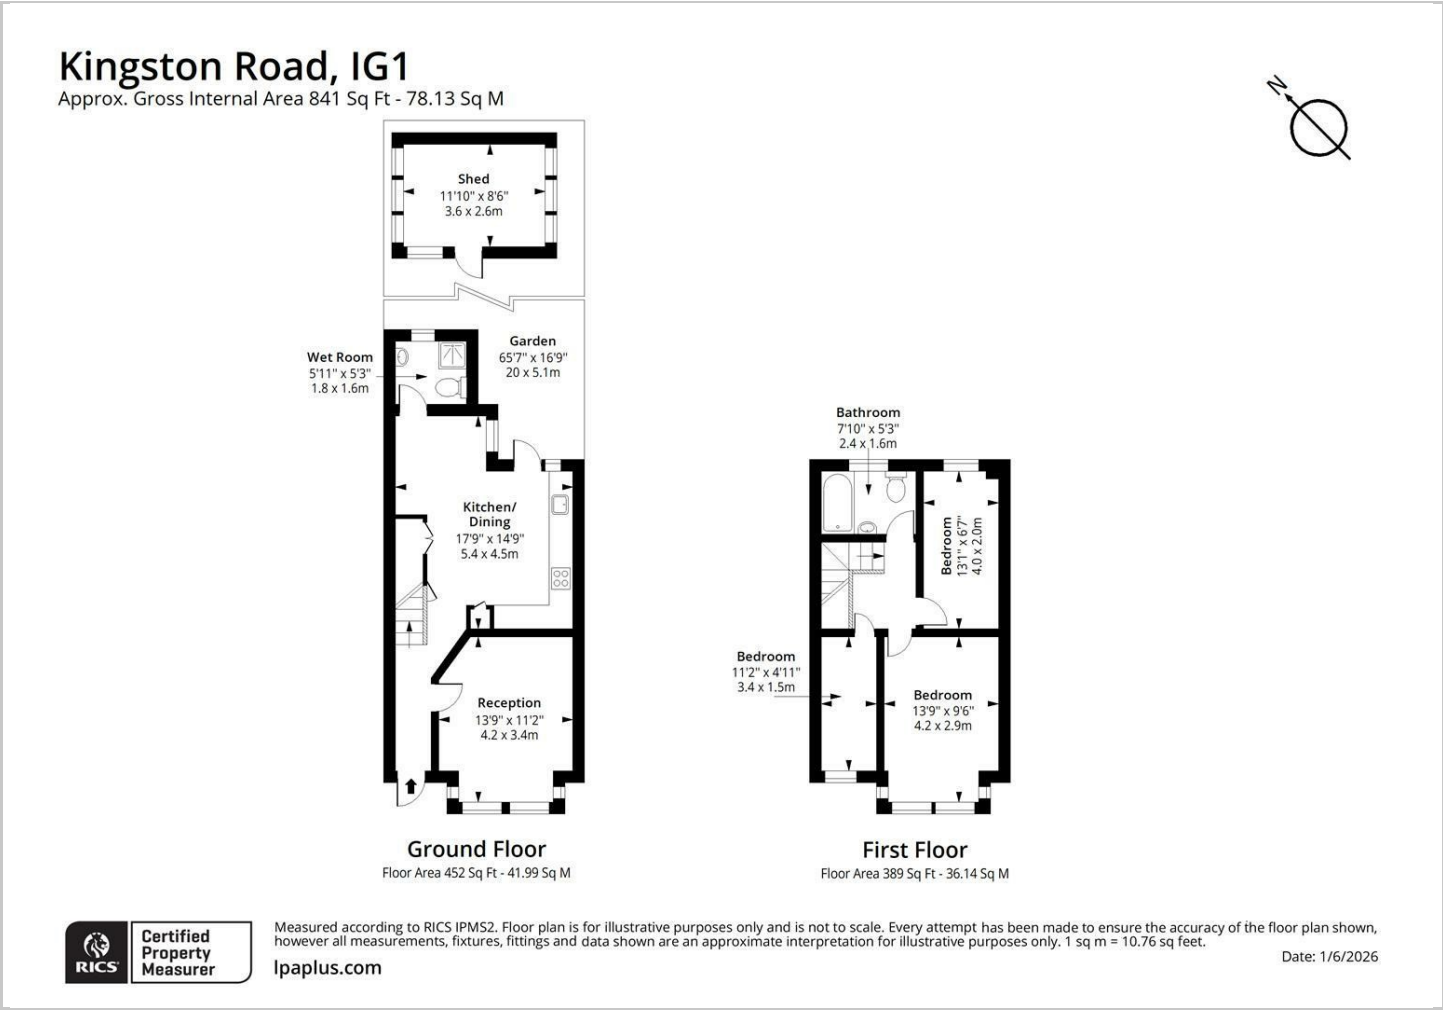 Kingston Road, IG1
Approx. Gross Internal Area 841 Sq Ft - 78.13 Sq M
N
Shed
11'10" x 8'6"
3.6 x 2.6m
Garden
65'7" x 16'9"
20 x 5.1m
Wet Room
5'11" x 5'3"
1.8 x 1.6m
Kitchen/
Dining
17'9" x 14'9"
5.4 x 4.5m
Reception
13'9" x 11'2"
4.2 x 3.4m
Ground Floor
Floor Area 452 Sq Ft - 41.99 Sq M
Bathroom
7'10" x 5'3"
2.4 x 1.6m
Bedroom
13'1" x 6'7"
4.0 x 2.0m
Bedroom
11'2" x 4'11"
3.4 x 1.5m
Bedroom
13'9" x 9'6"
4.2 x 2.9m
First Floor
Floor Area 389 Sq Ft - 36.14 Sq M
RICS
Certified
Property
Measurer
Measured according to RICS IPMS2. Floor plan is for illustrative purposes only and is not to scale. Every attempt has been made to ensure the accuracy of the floor plan shown,
however all measurements, fixtures, fittings and data shown are an approximate interpretation for illustrative purposes only. 1 sq m = 10.76 sq feet.
lpaplus.com
Date: 1/6/2026